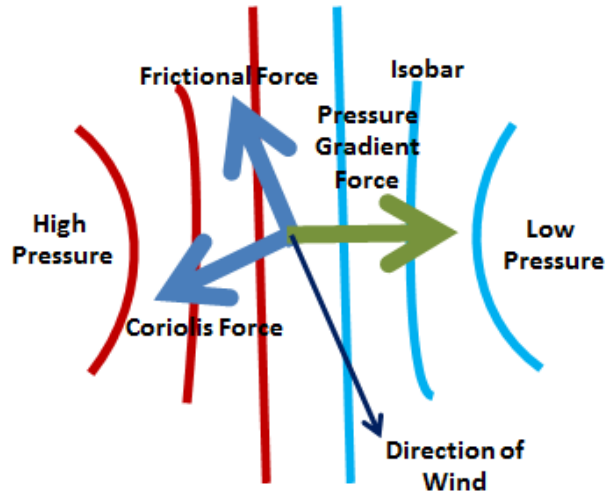 Frictional Force
Isobar
Pressure
Gradient
Force
High
Pressure
Low
Pressure
Coriolis Force
Direction of
Wind